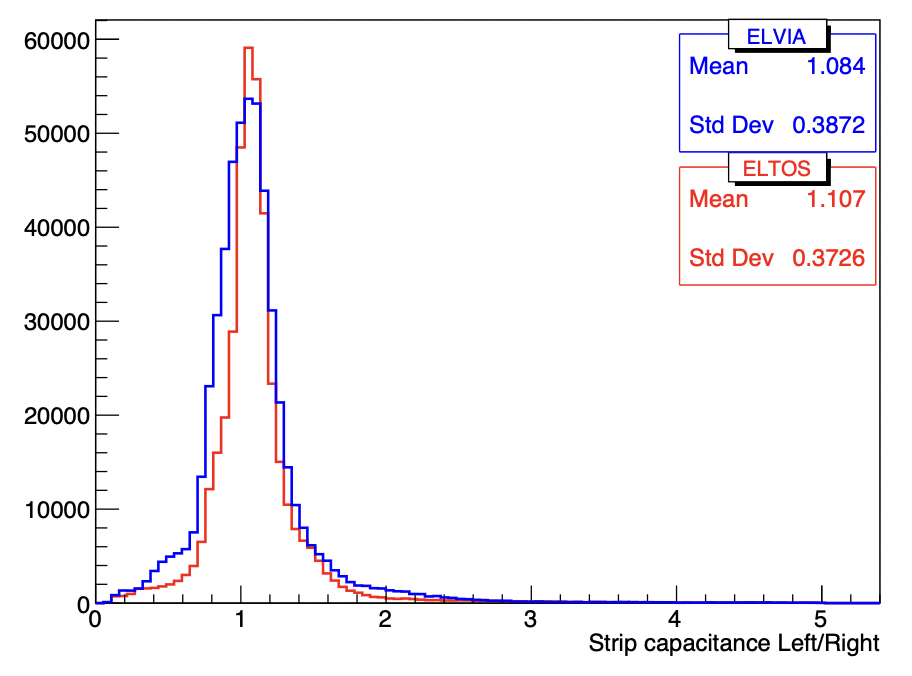 60000
50000
40000
30000
20000
10000
0
0 1 2 3 4 5
Strip capacitance Left/Right
ELVIA
Mean 1.084
Std Dev 0.3872
ELTOS
Mean 1.107
Std Dev 0.3726